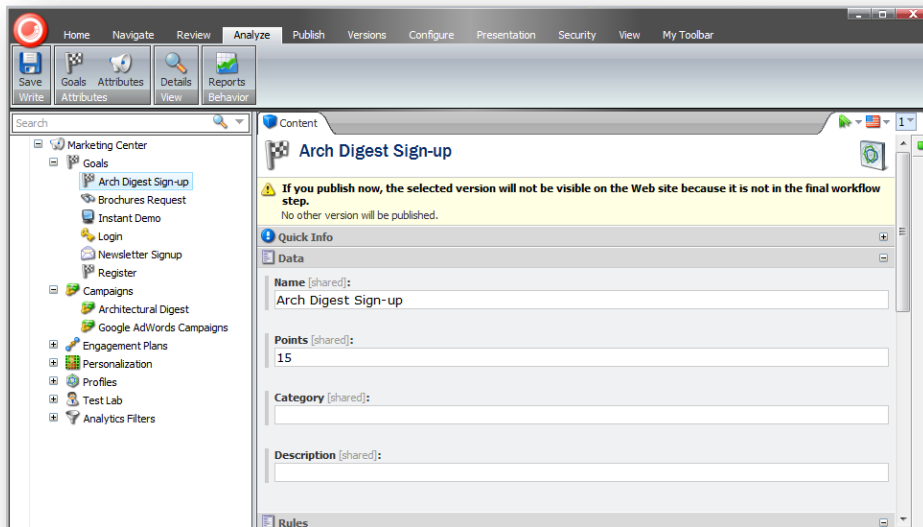 Home Navigate Review Analyze Publish Versions Configure Presentation Security View My Toolbar
Save Goals Attributes Details Reports
Write Attributes View Behavior
Search
Marketing Center
Goals
Arch Digest Sign-up
Brochures Request
Instant Demo
Login
Newsletter Signup
Register
Campaigns
Architectural Digest
Google AdWords Campaigns
Engagement Plans
Personalization
Profiles
Test Lab
Analytics Filters
Content
1
Arch Digest Sign-up
If you publish now, the selected version will not be visible on the Web site because it is not in the final workflow
step.
No other version will be published.
Quick Info
Data
Name [shared]:
Arch Digest Sign-up
Points [shared]:
15
Category [shared]:
Description [shared]:
Rules